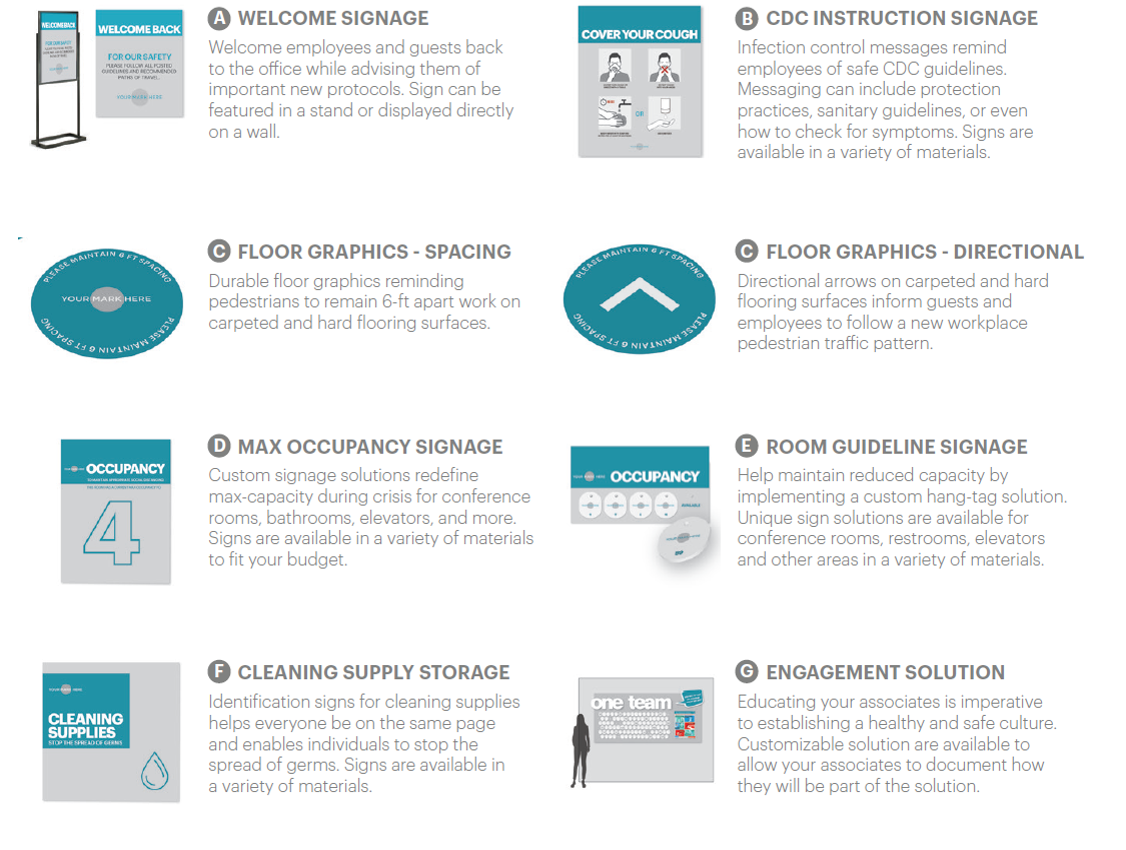 A WELCOME SIGNAGE
Welcome employees and guests back
to the office while advising them of
important new protocols. Sign can be
featured in a stand or displayed directly
on a wall.
WELCOME BACK
WELCOME BACK
FOR OUR SAFETY
FOR OUR SAFETY
PLEASE FOLLOW ALL POSTED
GUIDELINES AND RECOMMENDED
PATHS OF TRAVEL.
YOUR MARK HERE
B CDC INSTRUCTION SIGNAGE
Infection control messages remind
employees of safe CDC guidelines.
Messaging can include protection
practices, sanitary guidelines, or even
how to check for symptoms. Signs are
available in a variety of materials.
COVER YOUR COUGH
OR
C FLOOR GRAPHICS - SPACING
Durable floor graphics reminding
pedestrians to remain 6-ft apart work on
carpeted and hard flooring surfaces.
PLEASE MAINTAIN 6 FT SPACING
YOUR MARK HERE
PLEASE MAINTAIN 6 FT SPACING
C FLOOR GRAPHICS - DIRECTIONAL
Directional arrows on carpeted and hard
flooring surfaces inform guests and
employees to follow a new workplace
pedestrian traffic pattern.
PLEASE MAINTAIN 6 FT SPACING
PLEASE MAINTAIN 6 FT SPACING
D MAX OCCUPANCY SIGNAGE
Custom signage solutions redefine
max-capacity during crisis for conference
rooms, bathrooms, elevators, and more.
Signs are available in a variety of materials
to fit your budget.
OCCUPANCY
4
E ROOM GUIDELINE SIGNAGE
Help maintain reduced capacity by
implementing a custom hang-tag solution.
Unique sign solutions are available for
conference rooms, restrooms, elevators
and other areas in a variety of materials.
YOUR MARK HERE
OCCUPANCY
AVAILABLE
F CLEANING SUPPLY STORAGE
Identification signs for cleaning supplies
helps everyone be on the same page
and enables individuals to stop the
spread of germs. Signs are available in
a variety of materials.
YOUR MARK HERE
CLEANING
SUPPLIES
STOP THE SPREAD OF GERMS
G ENGAGEMENT SOLUTION
Educating your associates is imperative
to establishing a healthy and safe culture.
Customizable solution are available to
allow your associates to document how
they will be part of the solution.
one team